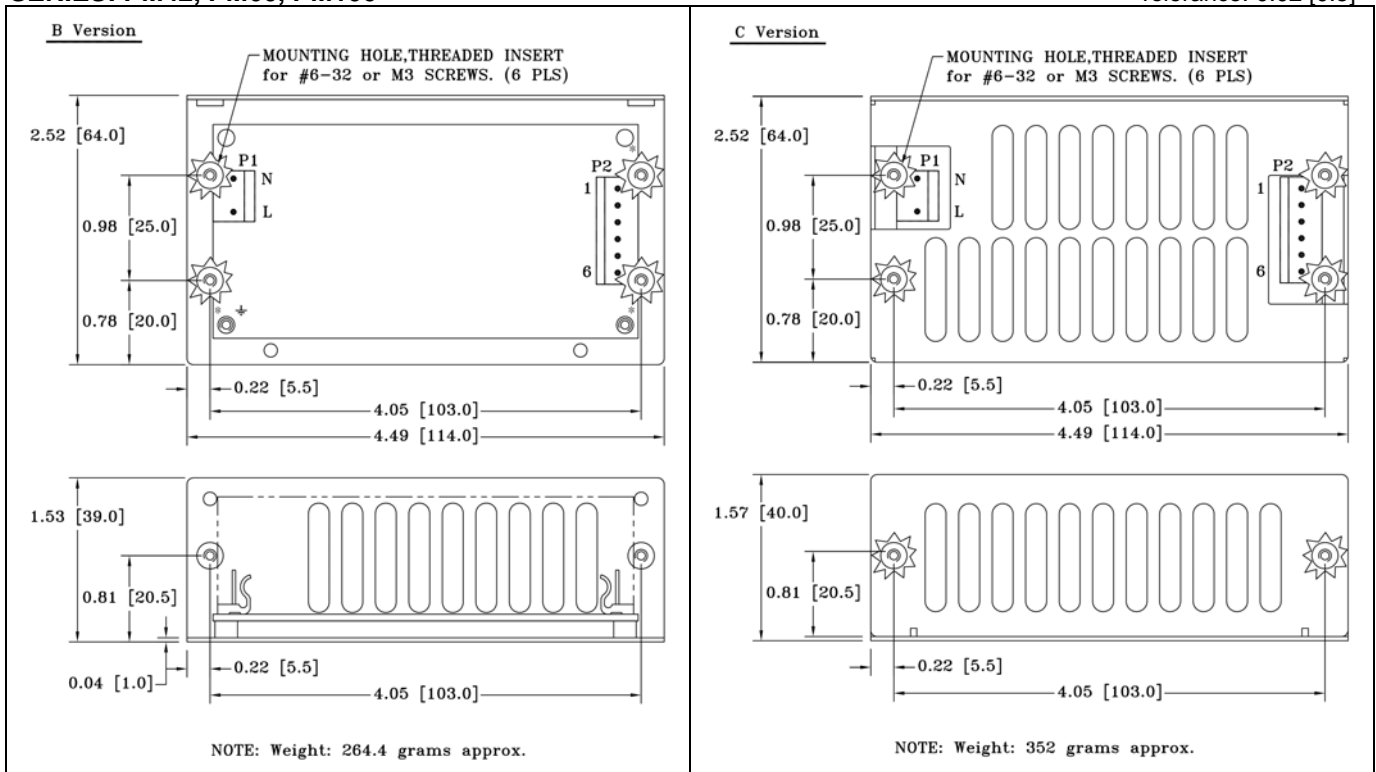 B Version
MOUNTING HOLE,THREADED INSERT
for #6-32 or M3 SCREWS. (6 PLS)
2.52 [64.0]
P1
N
L
P2
1
6
*
0.98 [25.0]
0.78 [20.0]
*
*
0.22 [5.5]
4.05 [103.0]
4.49 [114.0]
1.53 [39.0]
0.81 [20.5]
0.04 [1.0]
0.22 [5.5]
4.05 [103.0]
NOTE: Weight: 264.4 grams approx.
C Version
MOUNTING HOLE,THREADED INSERT
for #6-32 or M3 SCREWS. (6 PLS)
2.52 [64.0]
P1
N
L
P2
1
6
0.98 [25.0]
0.78 [20.0]
0.22 [5.5]
4.05 [103.0]
4.49 [114.0]
1.57 [40.0]
0.81 [20.5]
0.22 [5.5]
4.05 [103.0]
NOTE: Weight: 352 grams approx.